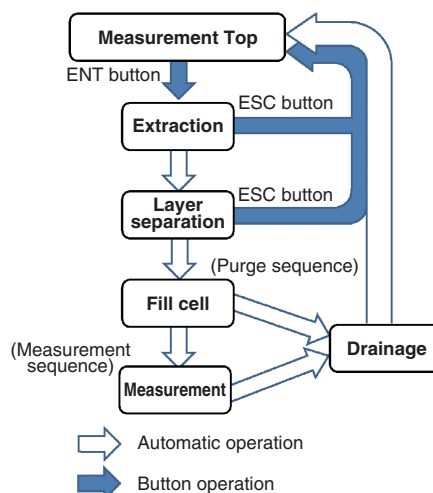 Measurement Top
ENT button
ESC button
Extraction
ESC button
Layer
separation
(Purge sequence)
Fill cell
(Measurement
sequence)
Drainage
Measurement
Automatic operation
Button operation